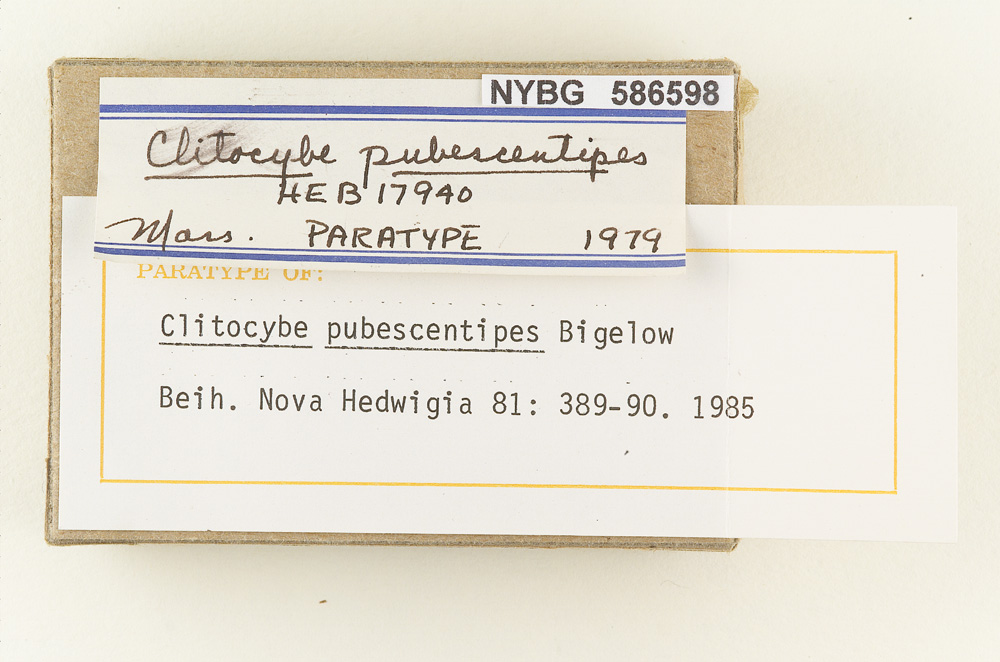 NYBG 586598
Clitocybe pubescentipes
HEB 17940
Mass. PARATYPE 1979
PARATYPE OF:
Clitocybe pubescentipes Bigelow
Beih. Nova Hedwigia 81: 389-90. 1985